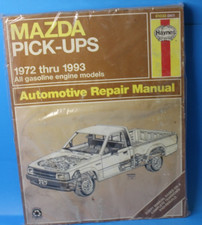 MAZDA
PICK-UPS
Haynes
1972 thru 1993
All gasoline engine models
Automotive Repair Manual